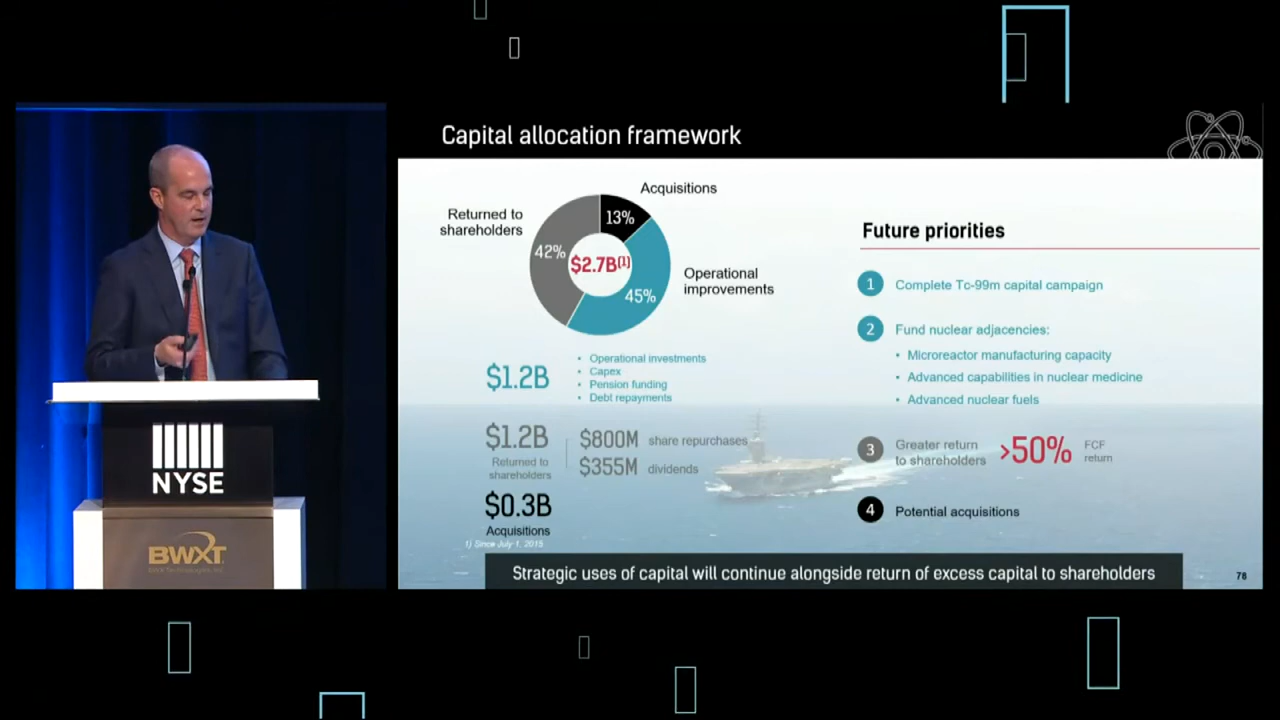 Capital allocation framework
Acquisitions
13%
Returned to
shareholders
42%
$2.7B(1)
Operational
improvements
45%
$1.2B
• Operational investments
• Capex
• Pension funding
• Debt repayments
$1.2B
Returned to
shareholders
$800M share repurchases
$355M dividends
$0.3B
Acquisitions
1) Since July 1, 2015
Future priorities
1 Complete Tc-99m capital campaign
2 Fund nuclear adjacencies:
• Microreactor manufacturing capacity
• Advanced capabilities in nuclear medicine
• Advanced nuclear fuels
3 Greater return
to shareholders
>50%
FCF
return
4 Potential acquisitions
Strategic uses of capital will continue alongside return of excess capital to shareholders
78
NYSE
BWXT
BWX Technologies, Inc.